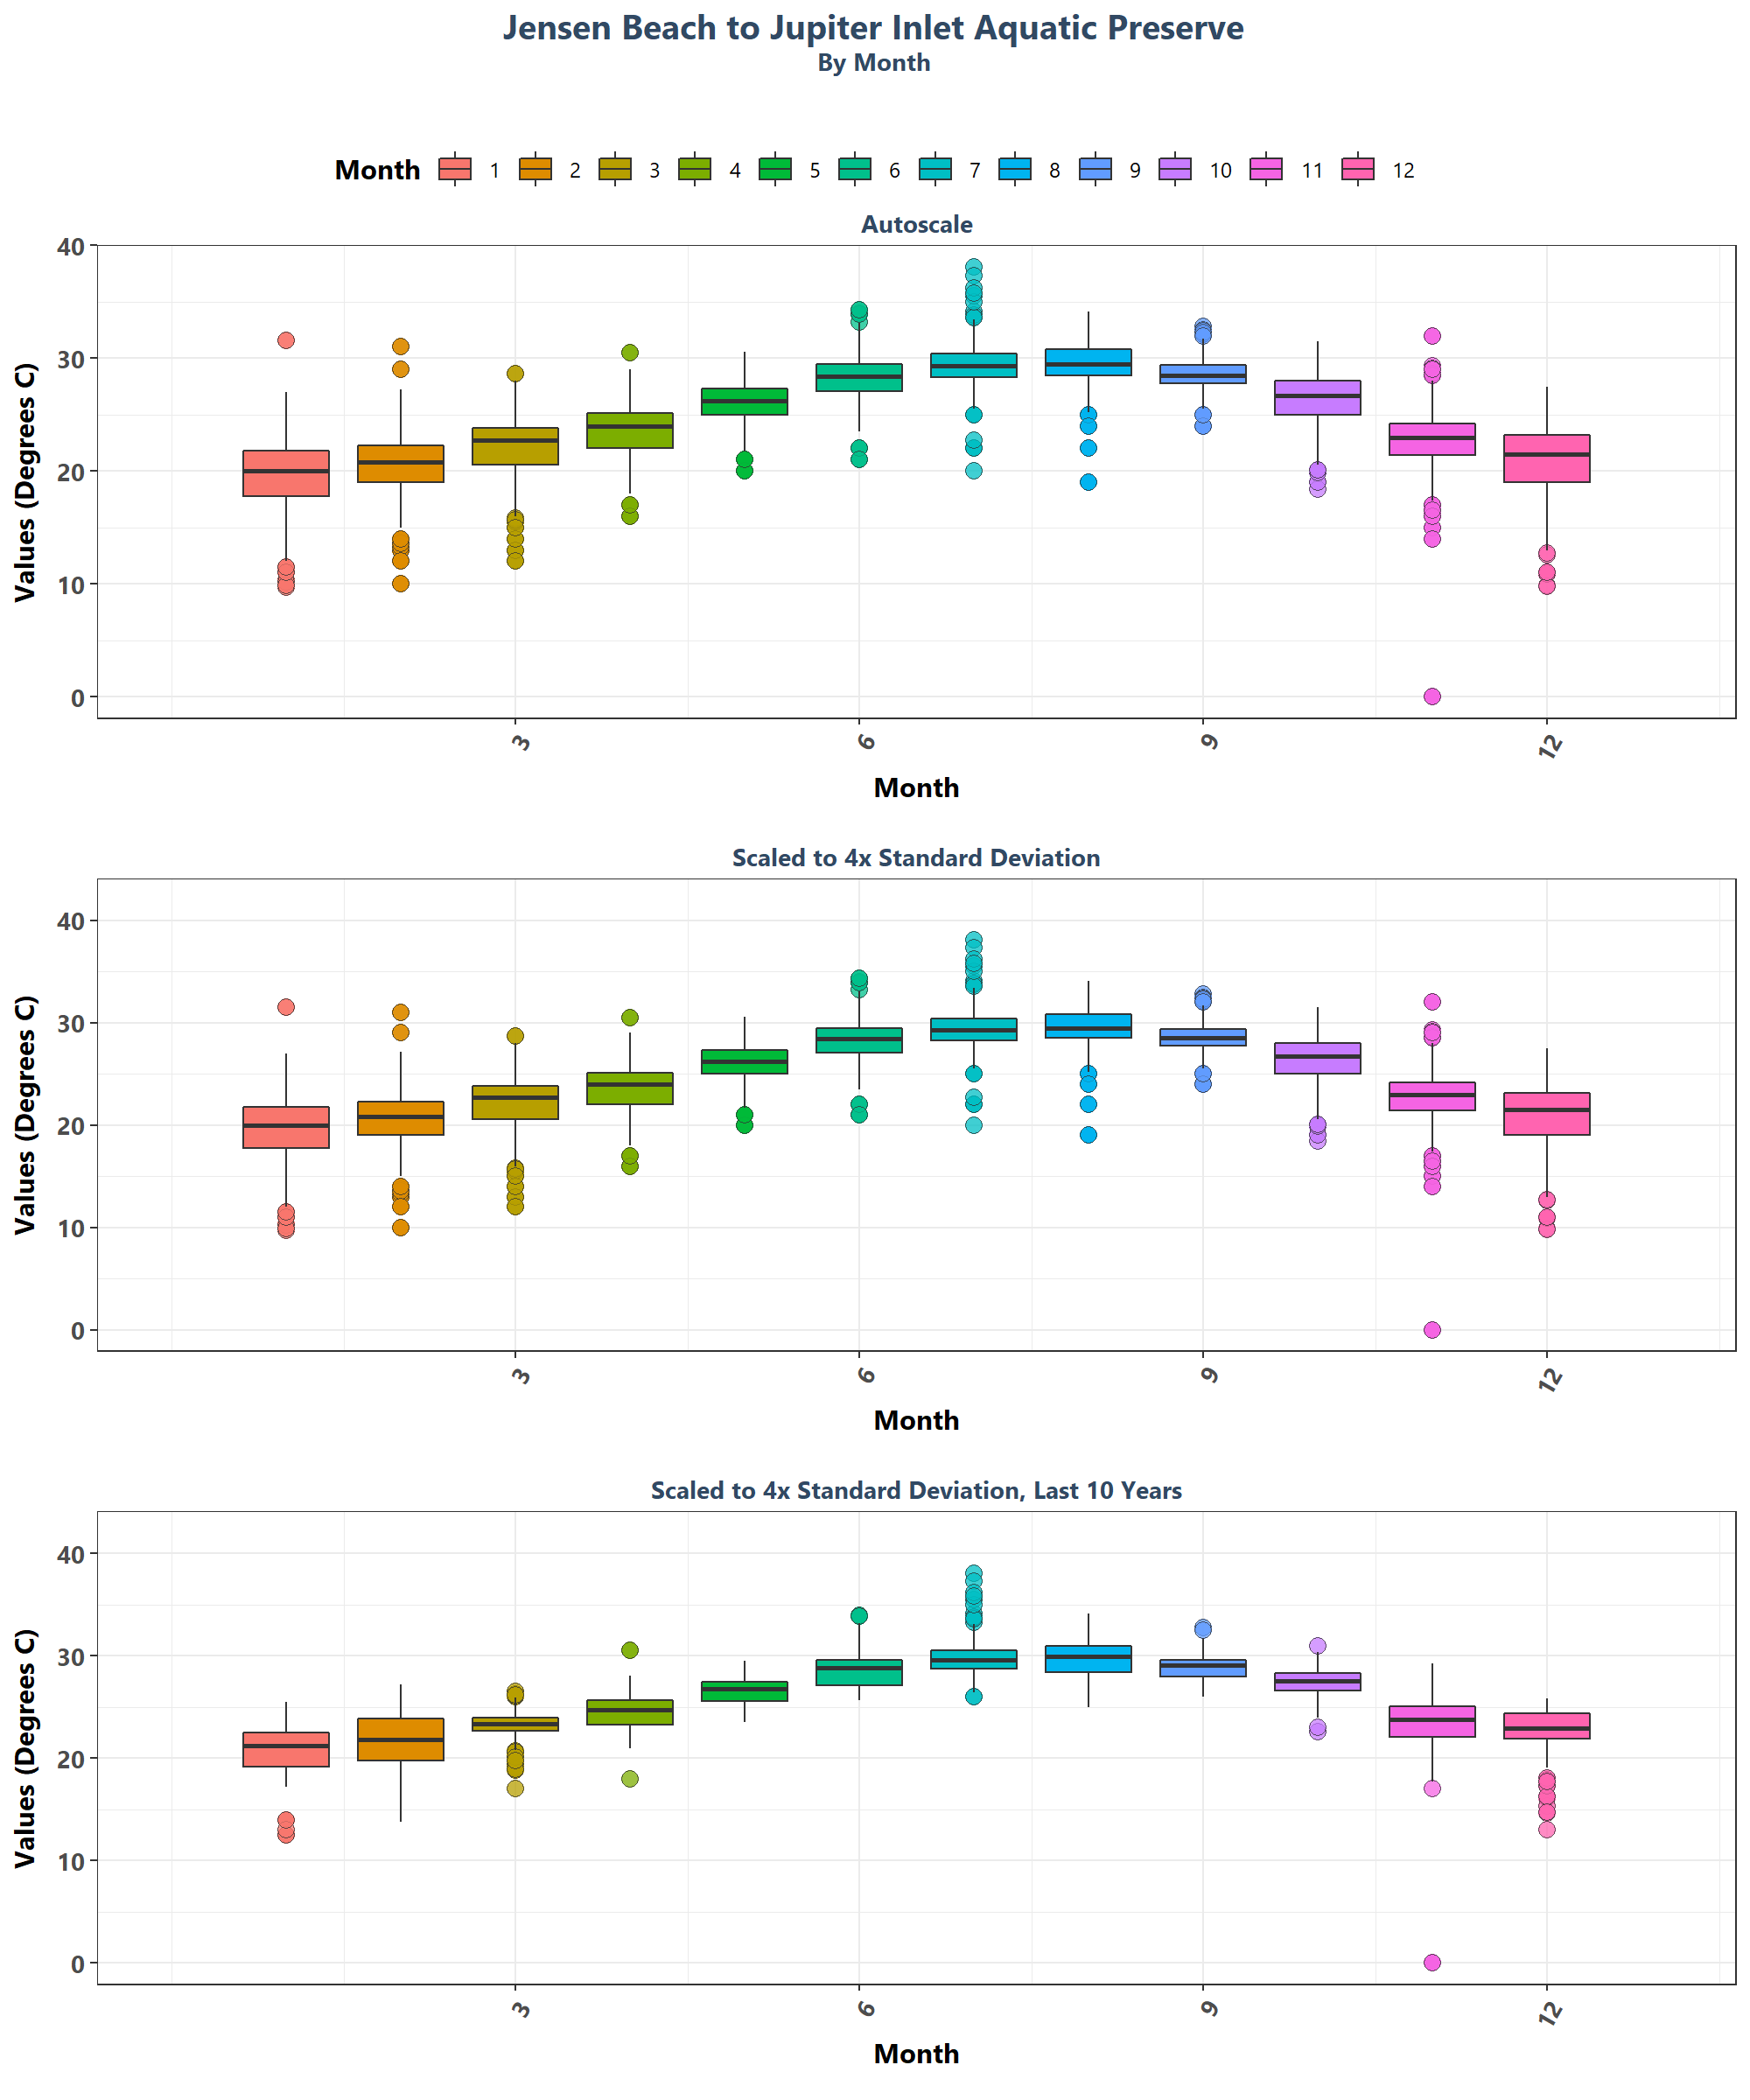 Jensen Beach to Jupiter Inlet Aquatic Preserve
By Month
Month 1 2 3 4 5 6 7 8 9 10 11 12
Autoscale
Values (Degrees C)
40
30
20
10
0
3 6 9 12
Month
Scaled to 4x Standard Deviation
Values (Degrees C)
40
30
20
10
0
3 6 9 12
Month
Scaled to 4x Standard Deviation, Last 10 Years
Values (Degrees C)
40
30
20
10
0
3 6 9 12
Month